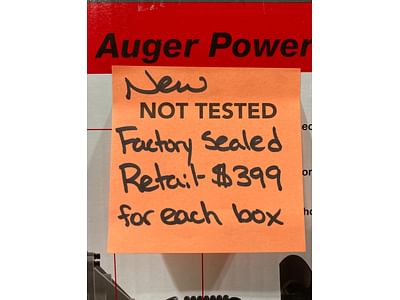 Auger Power
New
NOT TESTED
Factory Sealed
Retail- $399
for each box